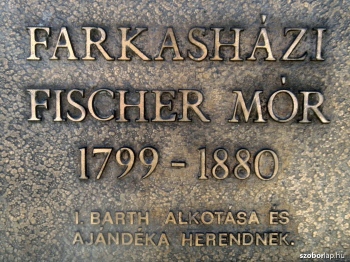 FARKASHÁZI
FISCHER MÓR
1799-1880
I. BARTH ALKOTÁSA ÉS
AJÁNDÉKA HERENDNEK.
szoborlap.hu